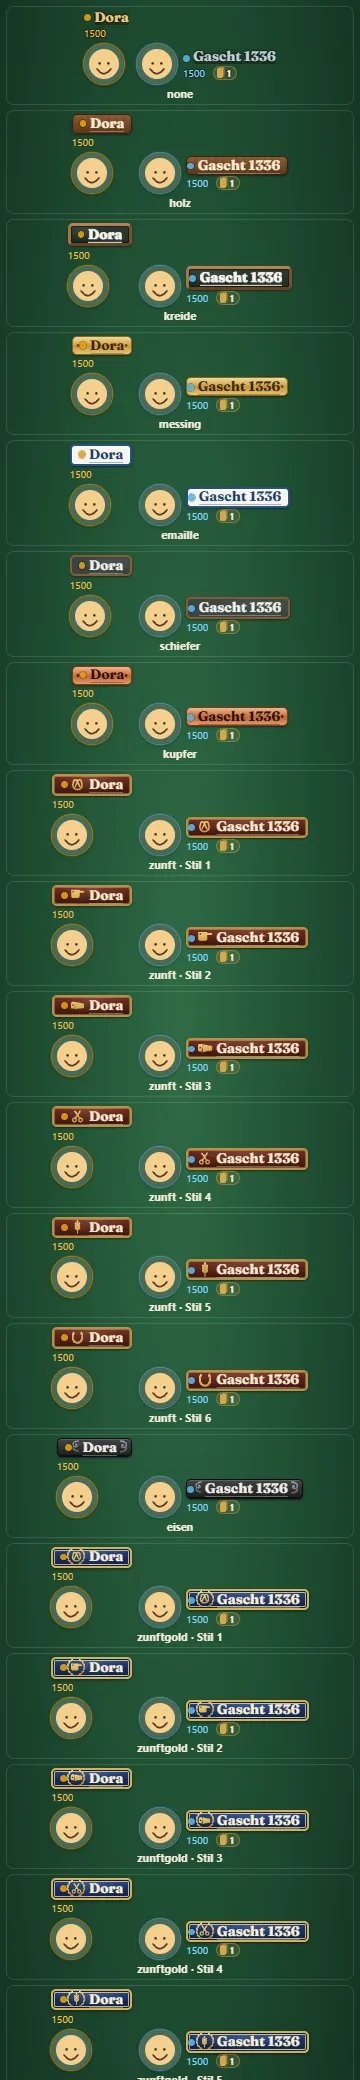 Dora
1500
Gascht 1336
1500 1
none
Dora
1500
Gascht 1336
1500 1
holz
Dora
1500
Gascht 1336
1500 1
kreide
Dora
1500
Gascht 1336
1500 1
messing
Dora
1500
Gascht 1336
1500 1
emaille
Dora
1500
Gascht 1336
1500 1
schiefer
Dora
1500
Gascht 1336
1500 1
kupfer
Dora
1500
Gascht 1336
1500 1
zunft · Stil 1
Dora
1500
Gascht 1336
1500 1
zunft · Stil 2
Dora
1500
Gascht 1336
1500 1
zunft · Stil 3
Dora
1500
Gascht 1336
1500 1
zunft · Stil 4
Dora
1500
Gascht 1336
1500 1
zunft · Stil 5
Dora
1500
Gascht 1336
1500 1
zunft · Stil 6
Dora
1500
Gascht 1336
1500 1
eisen
Dora
1500
Gascht 1336
1500 1
zunftgold · Stil 1
Dora
1500
Gascht 1336
1500 1
zunftgold · Stil 2
Dora
1500
Gascht 1336
1500 1
zunftgold · Stil 3
Dora
1500
Gascht 1336
1500 1
zunftgold · Stil 4
Dora
1500
Gascht 1336
1500 1
zunftgold · Stil 5